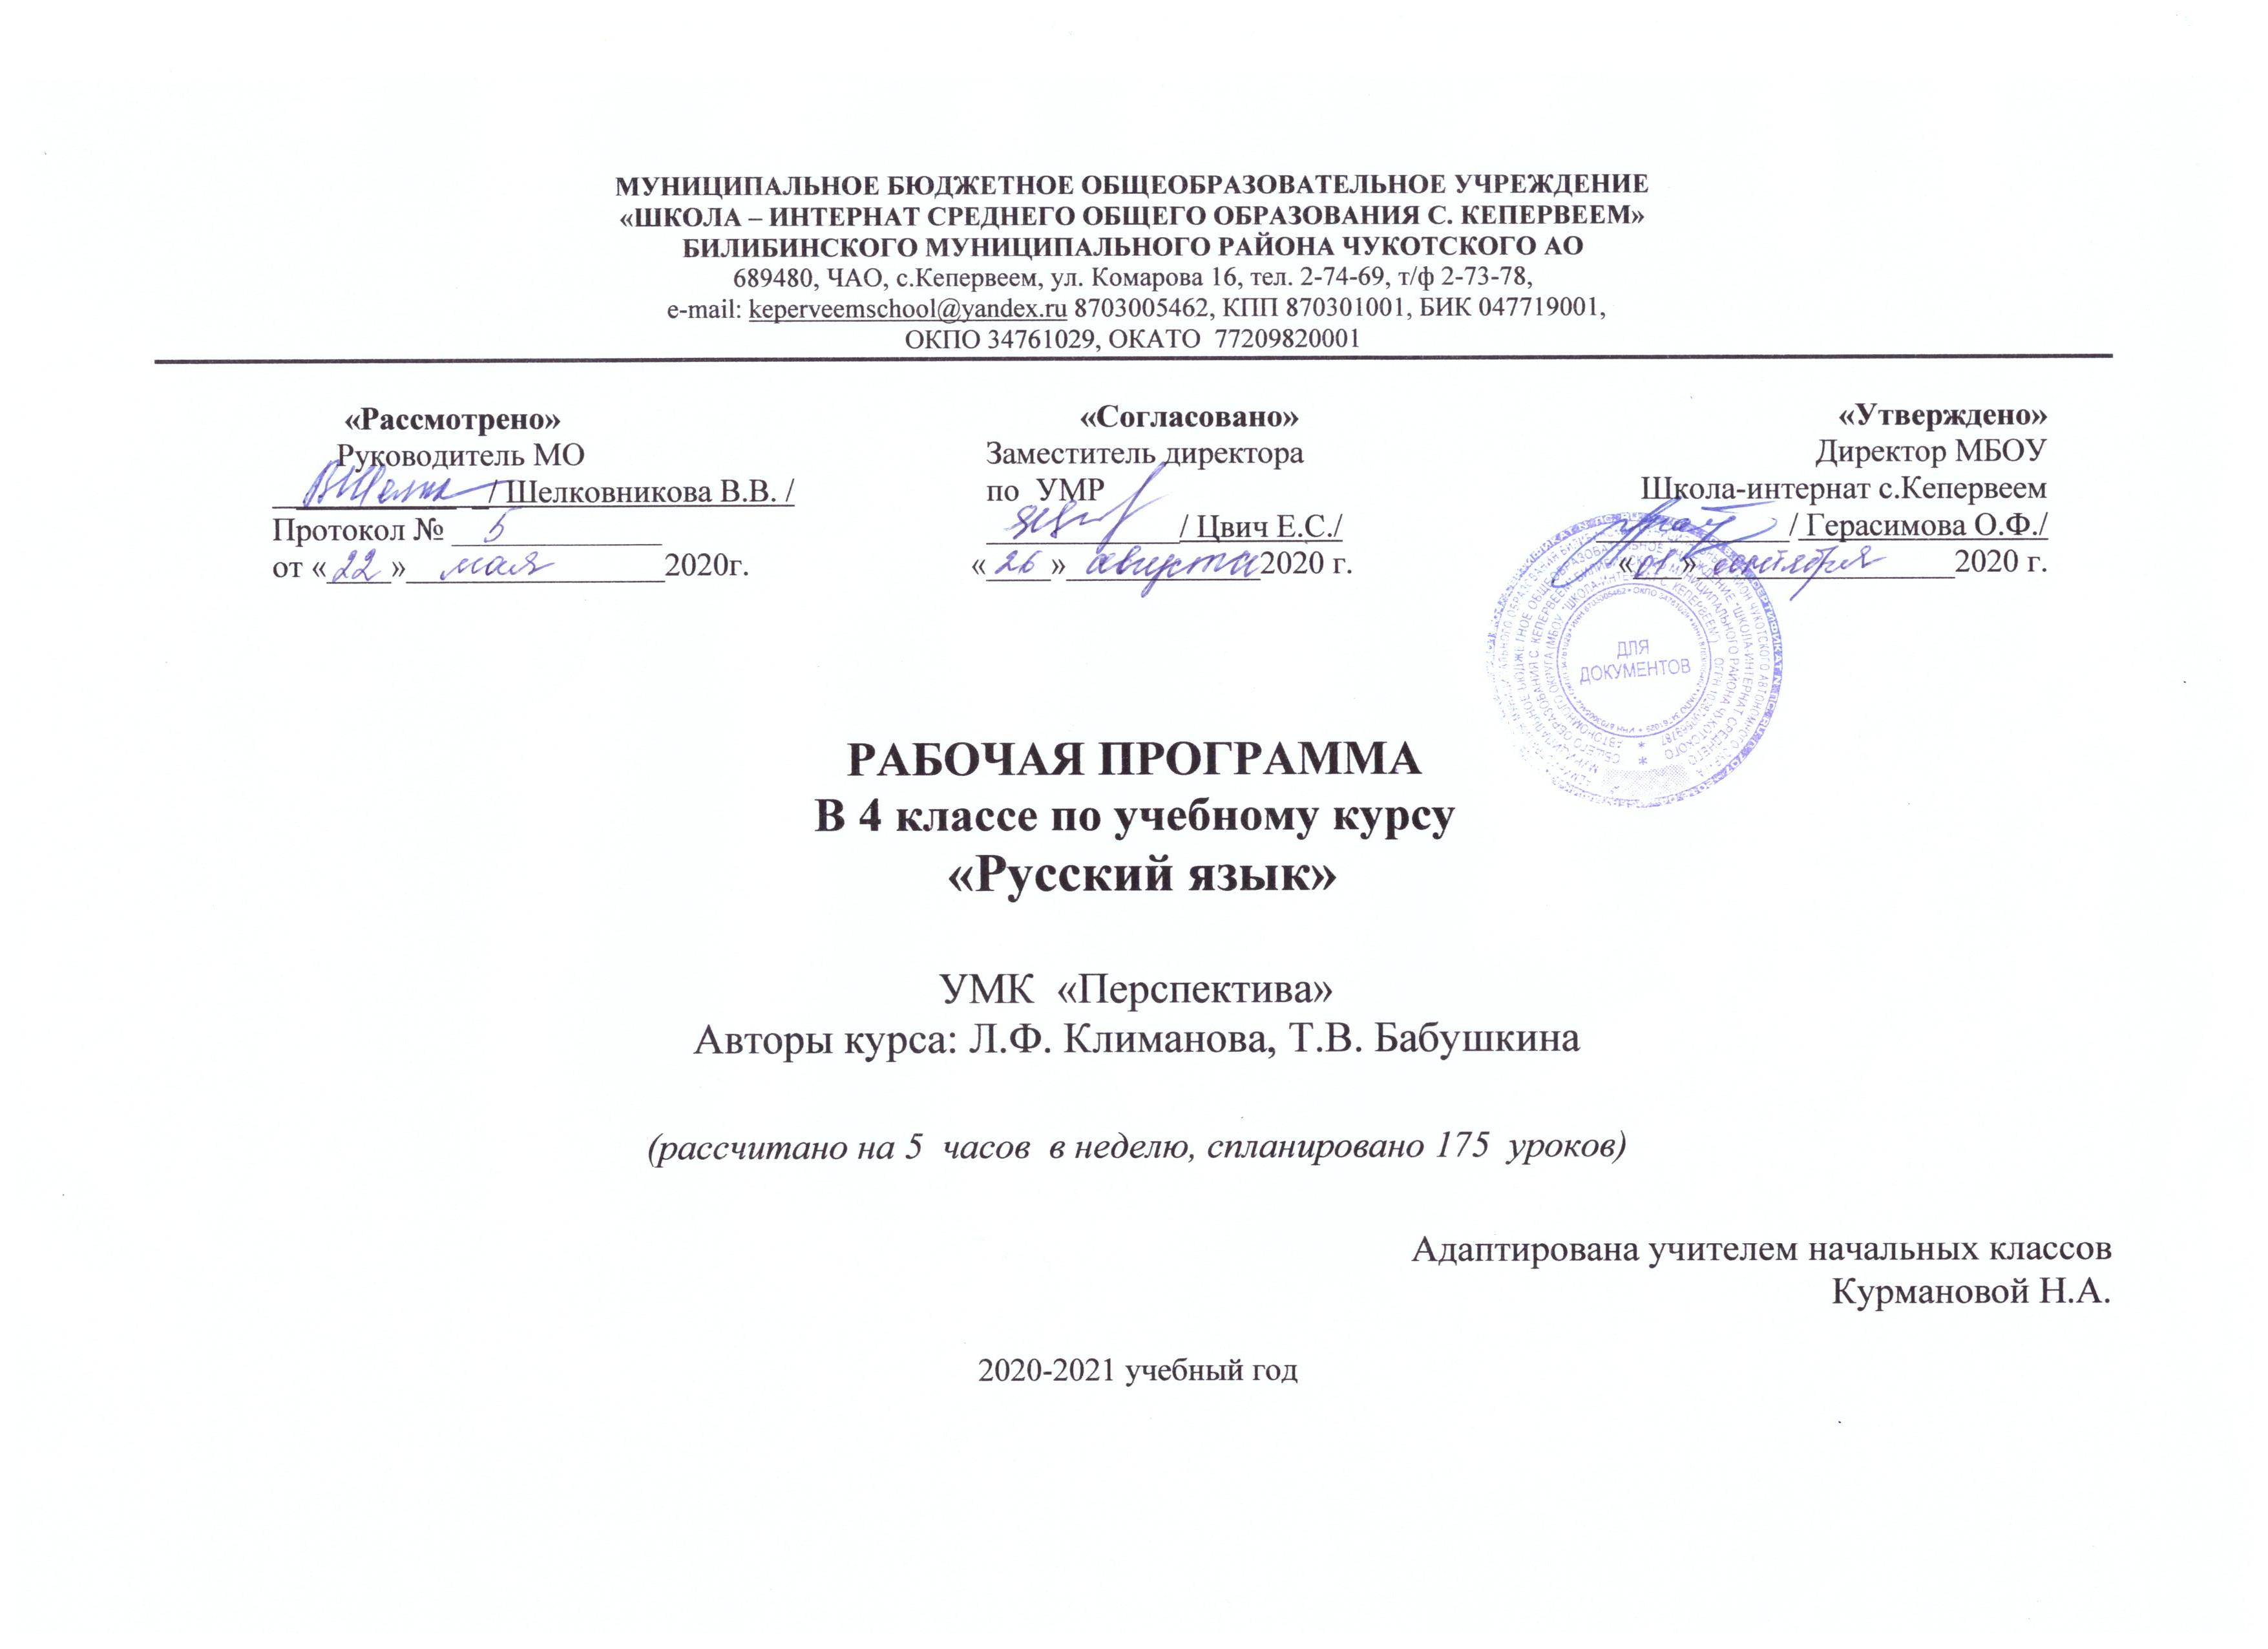 МУНИЦИПАЛЬНОЕ БЮДЖЕТНОЕ ОБЩЕОБРАЗОВАТЕЛЬНОЕ УЧРЕЖДЕНИЕ
«ШКОЛА – ИНТЕРНАТ СРЕДНЕГО ОБЩЕГО ОБРАЗОВАНИЯ С. КЕПЕРВЕЕМ»
БИЛИБИНСКОГО МУНИЦИПАЛЬНОГО РАЙОНА ЧУКОТСКОГО АО
689480, ЧАО, с.Кепервеем, ул. Комарова 16, тел. 2-74-69, т/ф 2-73-78,
e-mail: keperveemschool@yandex.ru 8703005462, КПП 870301001, БИК 047719001,
ОКПО 34761029, ОКАТО 77209820001
«Рассмотрено»
Руководитель МО
/ Шелковникова В.В. /
Протокол № 5
от «22» мая 2020г.
«Согласовано»
Заместитель директора
по УМР
/ Цвич Е.С./
«26» августа 2020 г.
«Утверждено»
Директор МБОУ
Школа-интернат с.Кепервеем
/ Герасимова О.Ф./
«01» сентября 2020 г.
ДЛЯ
ДОКУМЕНТОВ
РАБОЧАЯ ПРОГРАММА
В 4 классе по учебному курсу
«Русский язык»
УМК «Перспектива»
Авторы курса: Л.Ф. Климанова, Т.В. Бабушкина
(рассчитано на 5 часов в неделю, спланировано 175 уроков)
Адаптирована учителем начальных классов
Курмановой Н.А.
2020-2021 учебный год